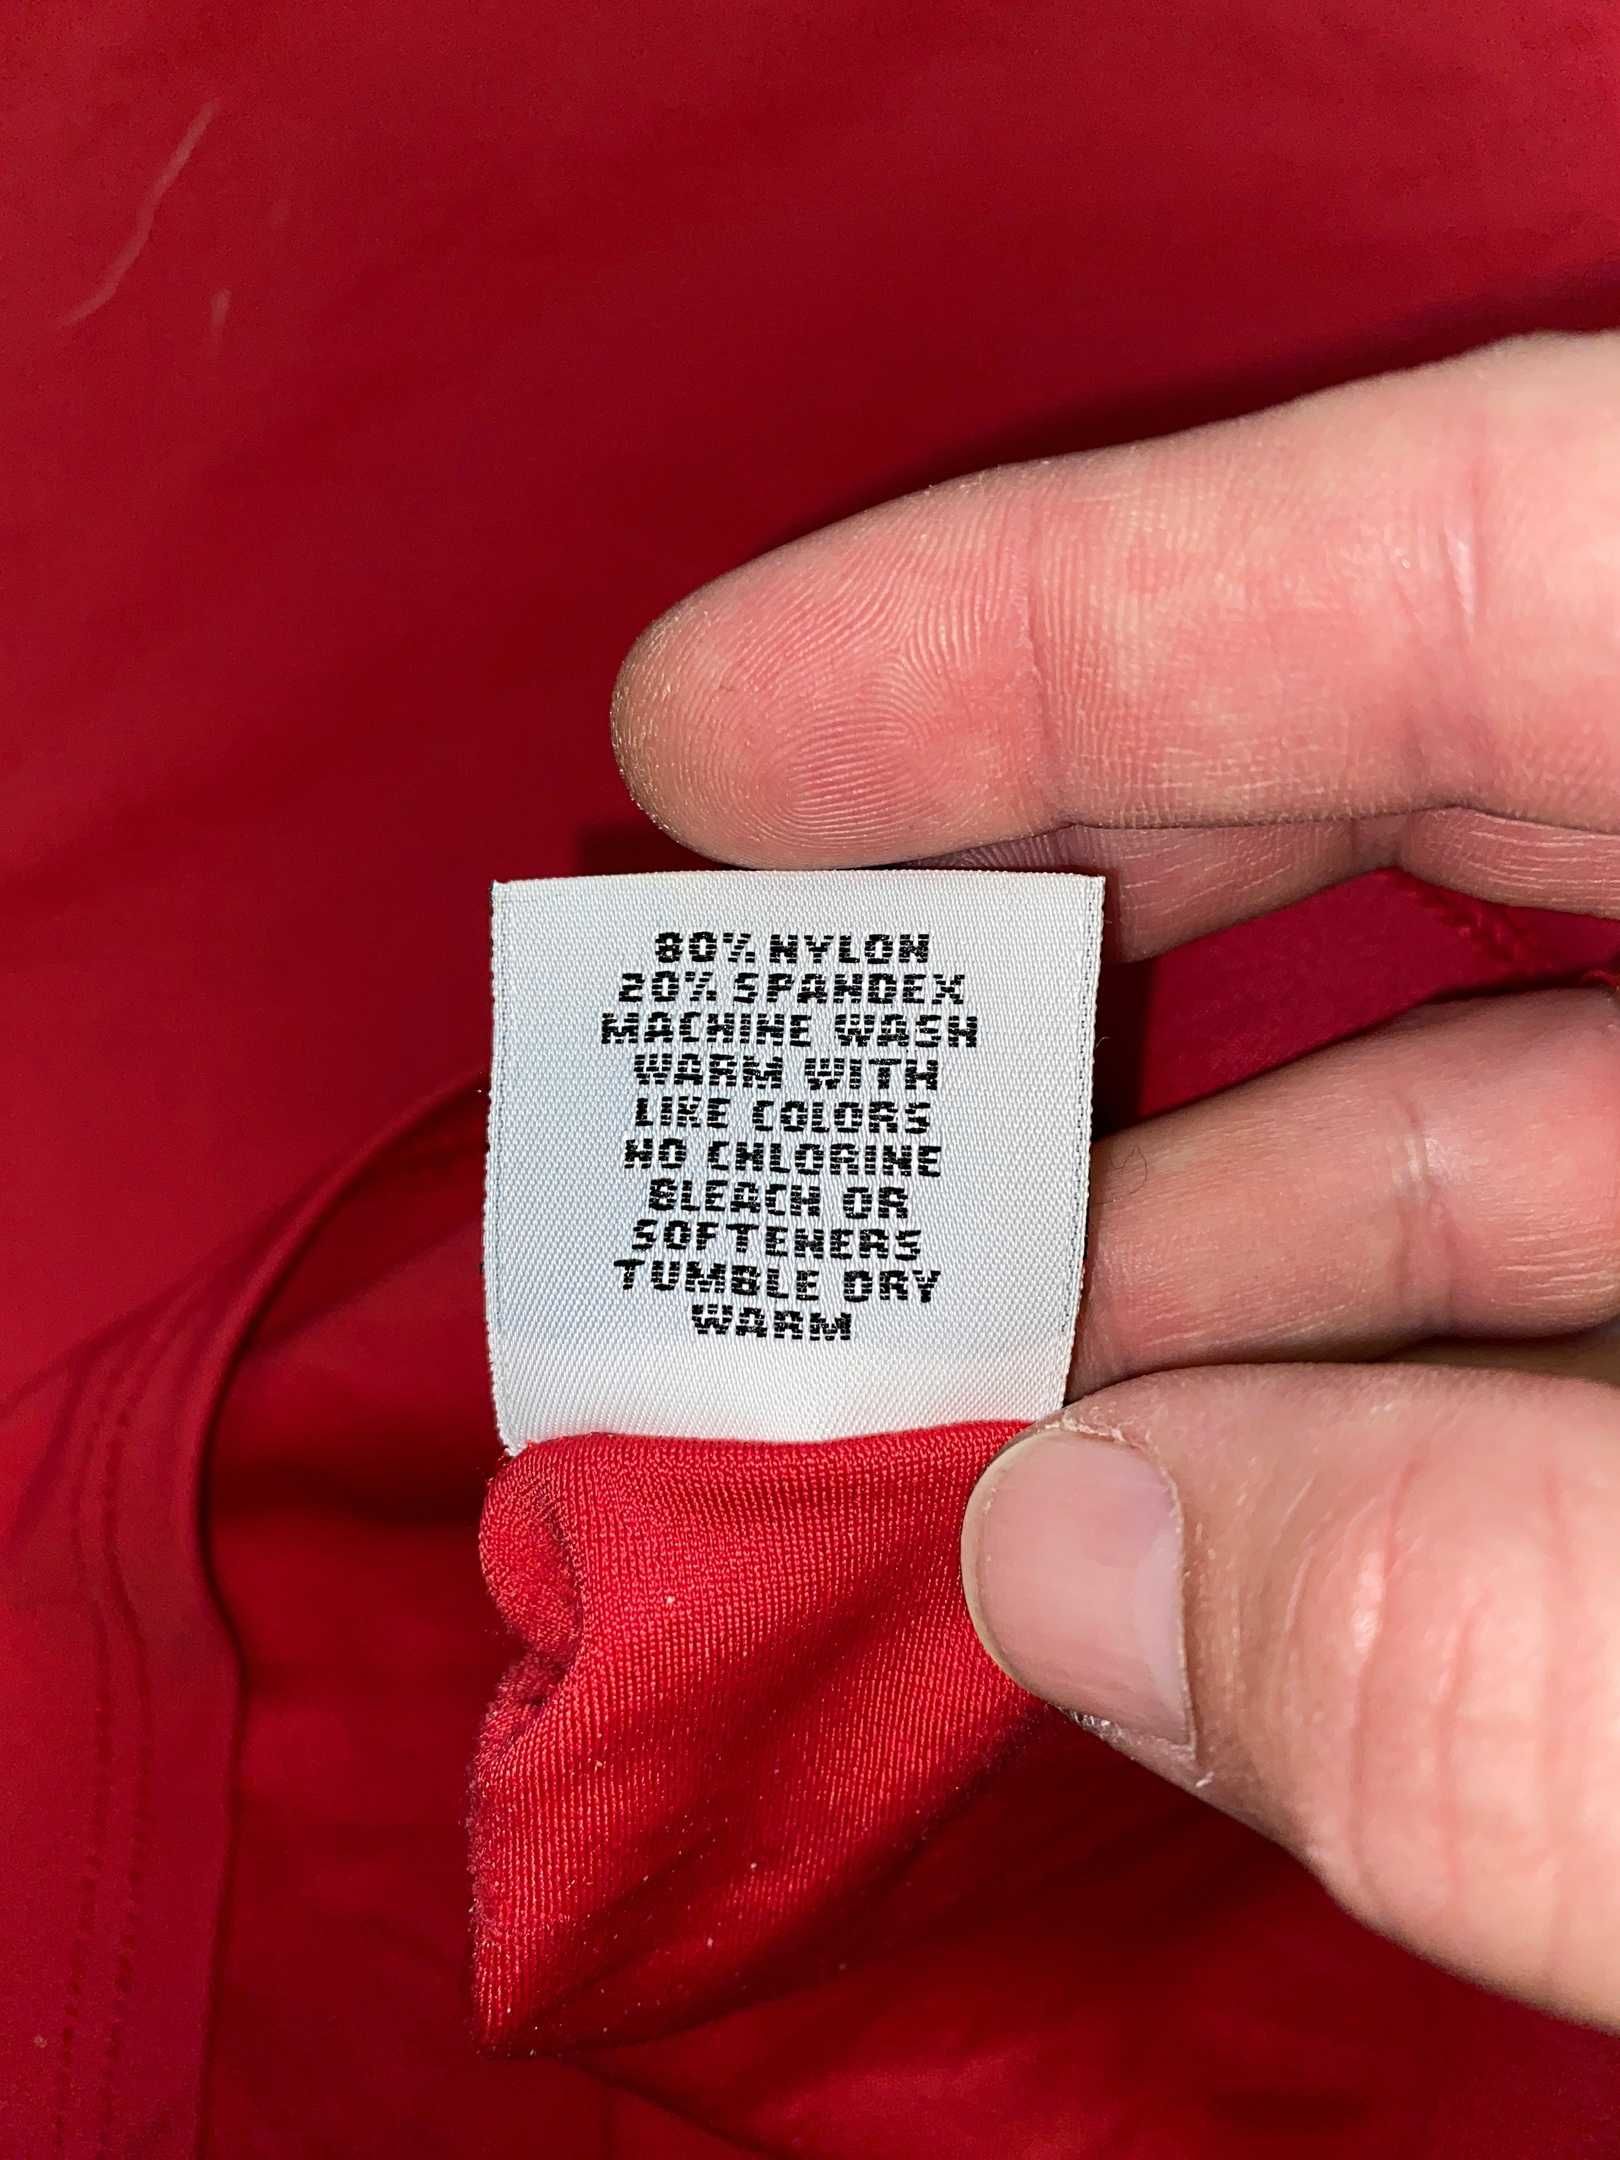 80% NYLON
20% SPANDEX
MACHINE WASH
WARM WITH
LIKE COLORS
NO CHLORINE
BLEACH OR
SOFTENERS
TUMBLE DRY
WARM